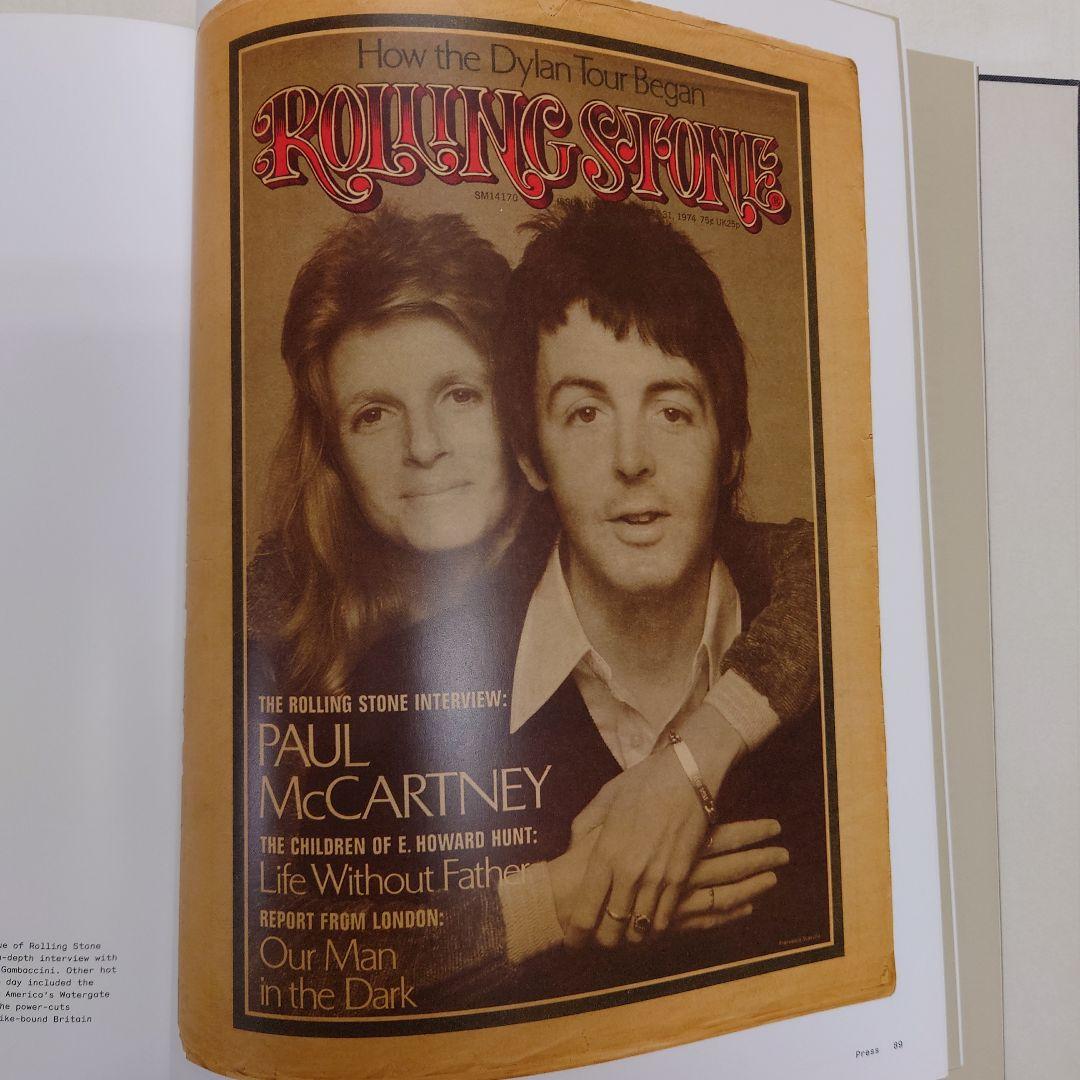 How the Dylan Tour Began
ROLLING STONE
SM14170
31, 1974 75¢ UK25p
THE ROLLING STONE INTERVIEW:
PAUL
McCARTNEY
THE CHILDREN OF E. HOWARD HUNT:
Life Without Father
REPORT FROM LONDON:
Our Man
in the Dark
ue of Rolling Stone
-depth interview with
Gambaccini. Other hot
day included the
America's Watergate
he power-cuts
ike-bound Britain
Press 89